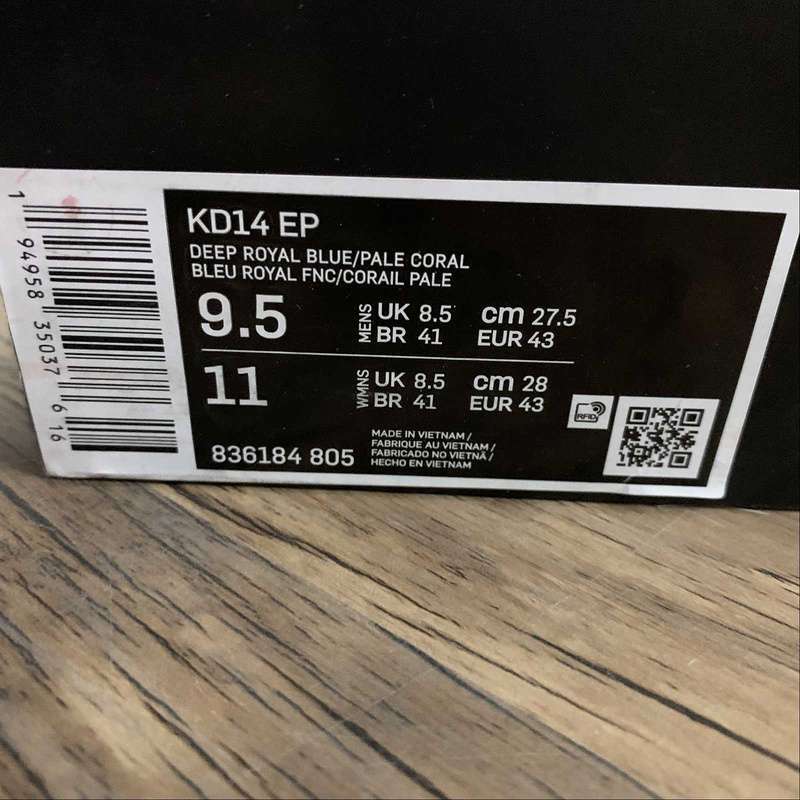 KD14 EP
DEEP ROYAL BLUE/PALE CORAL
BLEU ROYAL FNC/CORAIL PALE
9.5 MENS UK 8.5 cm 27.5
BR 41 EUR 43
11 WMNS UK 8.5 cm 28
BR 41 EUR 43
RFID
836184 805
MADE IN VIETNAM /
FABRIQUE AU VIETNAM /
FABRICADO NO VIETNÃ /
HECHO EN VIETNAM
1 94958 35037 6 16